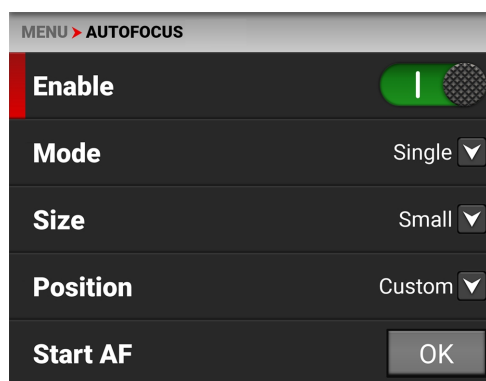 MENU > AUTOFOCUS
Enable
Mode Single
Size Small
Position Custom
Start AF OK